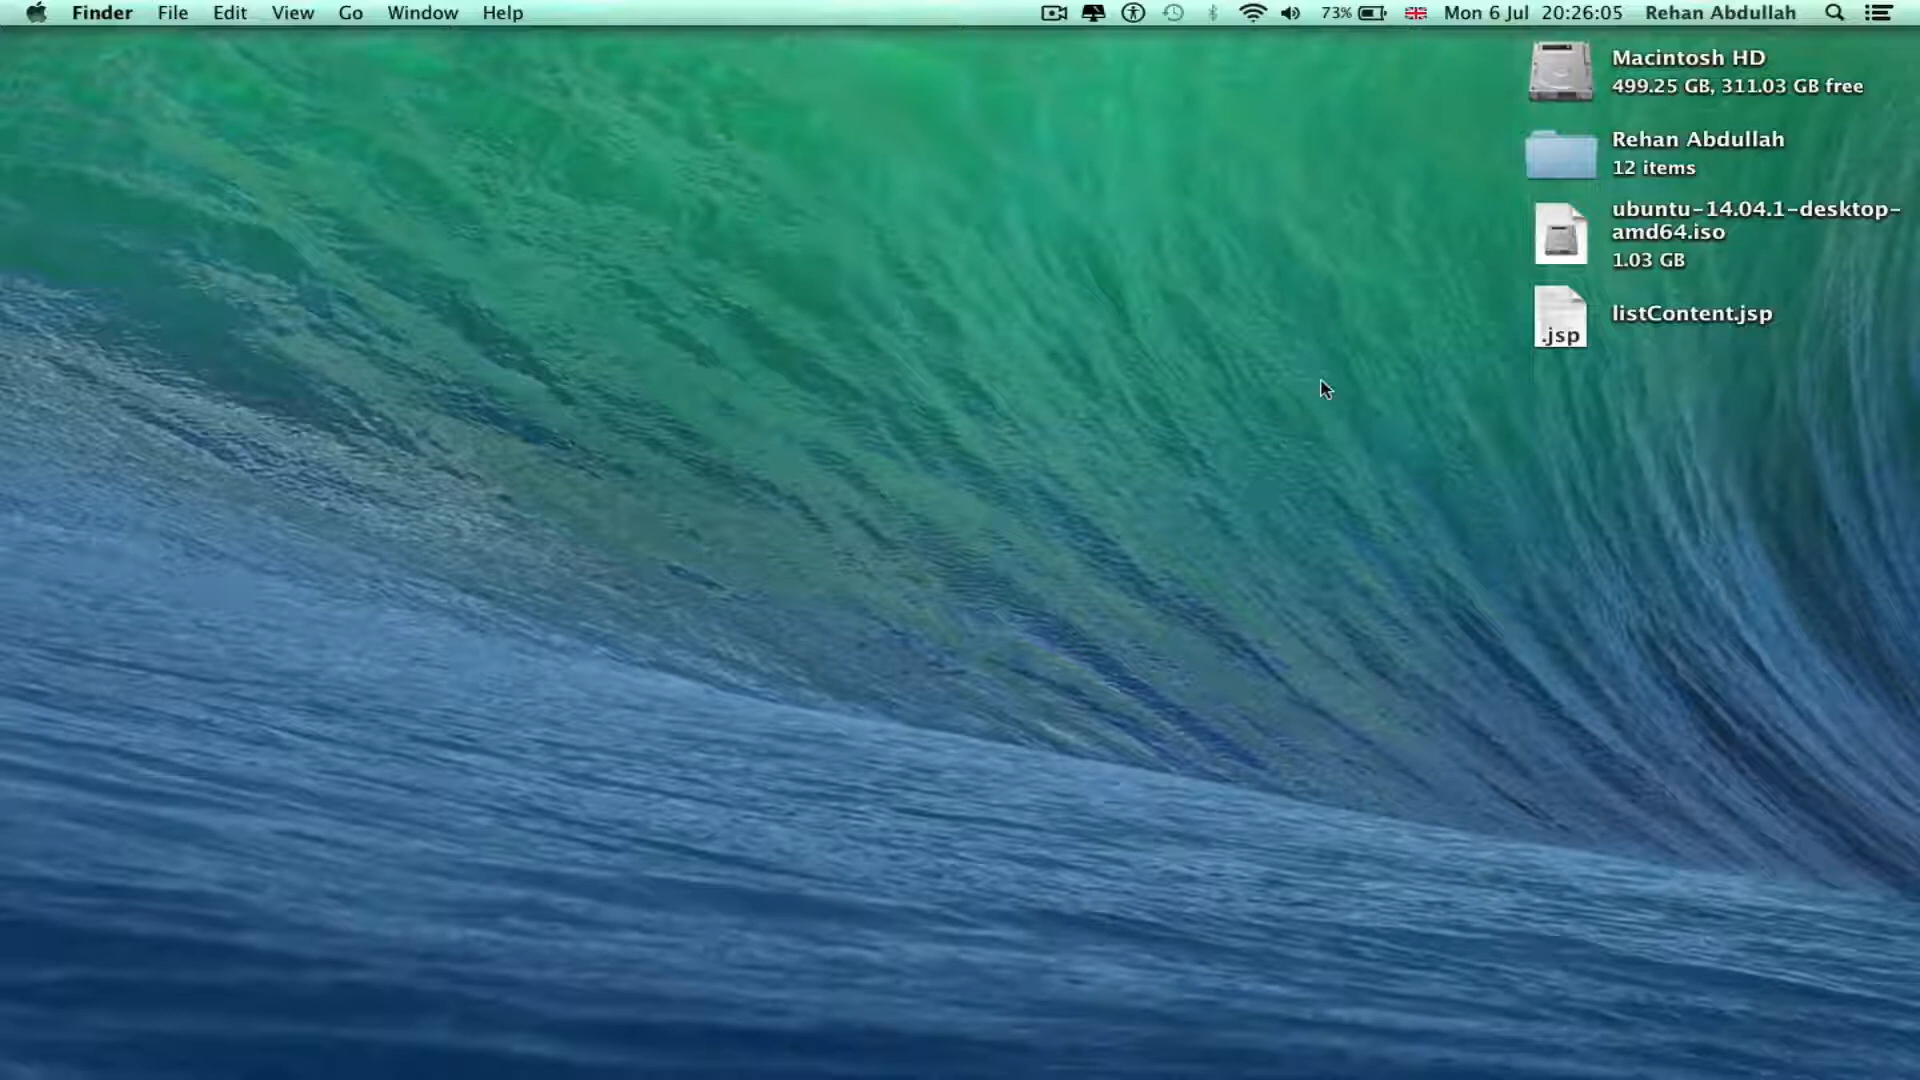 Finder File Edit View Go Window Help 73% Mon 6 Jul 20:26:05 Rehan Abdullah
Macintosh HD
499.25 GB, 311.03 GB free
Rehan Abdullah
12 items
ubuntu-14.04.1-desktop-
amd64.iso
1.03 GB
listContent.jsp
.jsp